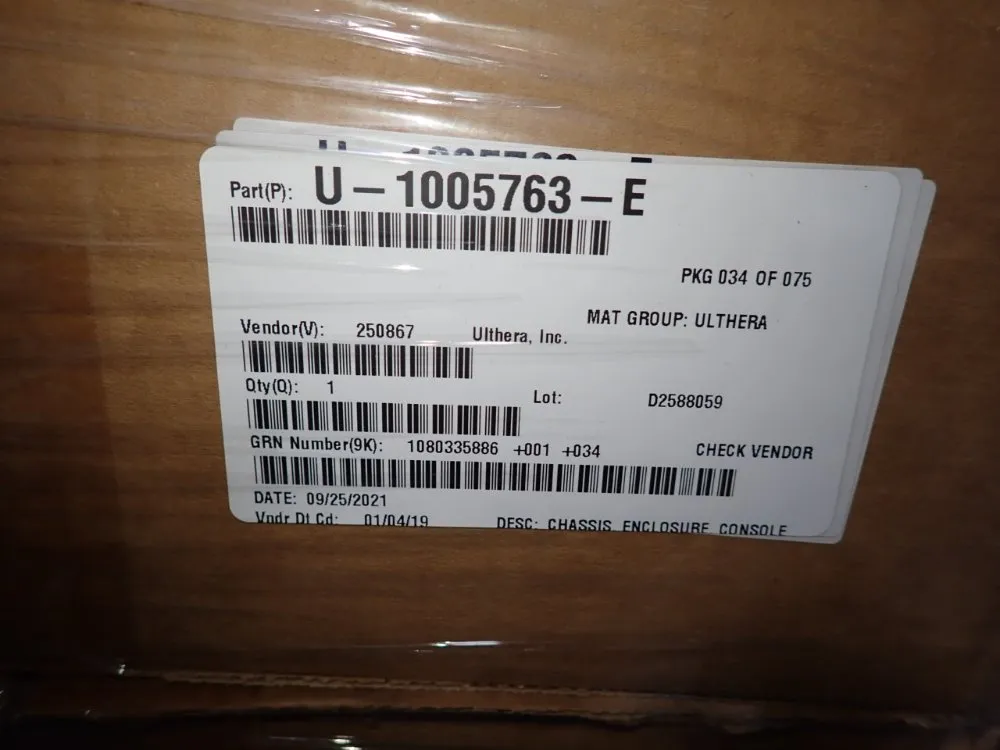 Part(P): U-1005763-E
PKG 034 OF 075
MAT GROUP: ULTHERA
Vendor(V): 250867 Ulthera, Inc.
Qty(Q): 1
Lot: D2588059
GRN Number(9K): 1080335886 +001 +034 CHECK VENDOR
DATE: 09/25/2021
Vndr Dt Cd: 01/04/19 DESC: CHASSIS ENCLOSURE CONSOLE